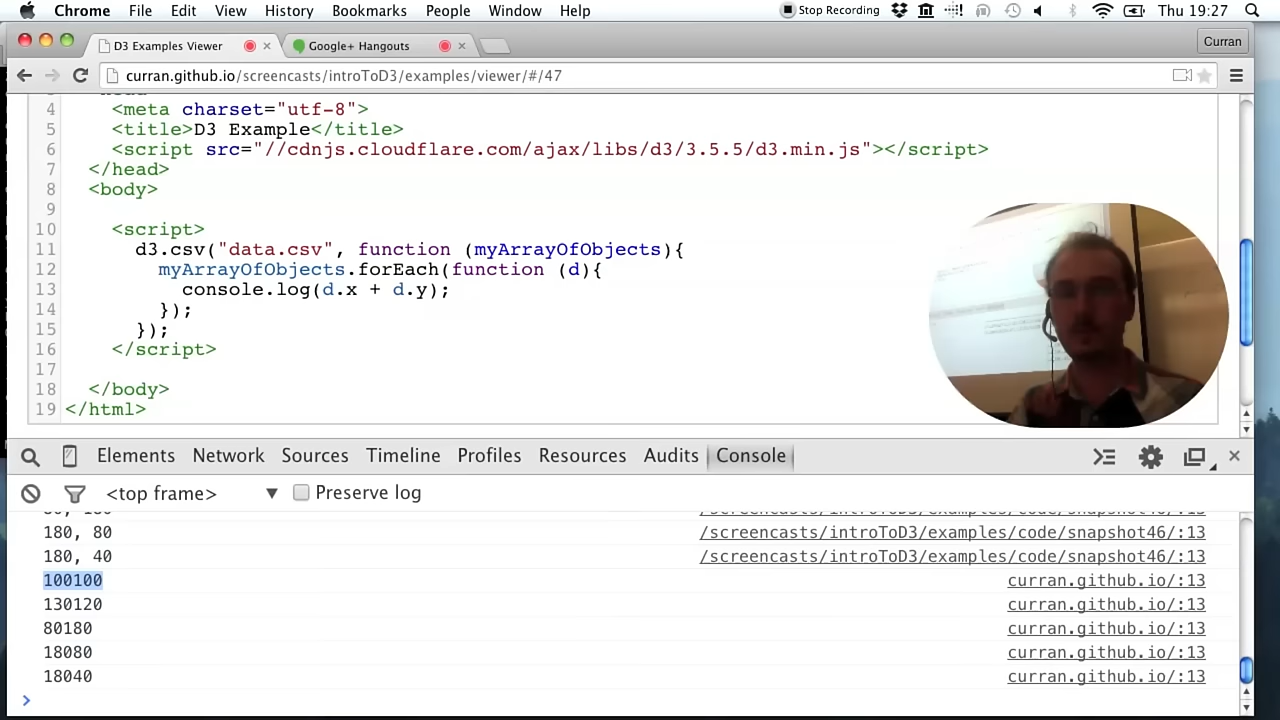 Chrome File Edit View History Bookmarks People Window Help Stop Recording Thu 19:27
D3 Examples Viewer Google+ Hangouts Curran
curran.github.io/screencasts/introToD3/examples/viewer/#/47
4 <meta charset="utf-8">
5 <title>D3 Example</title>
6 <script src="//cdnjs.cloudflare.com/ajax/libs/d3/3.5.5/d3.min.js"></script>
7 </head>
8 <body>
9
10 <script>
11 d3.csv("data.csv", function (myArrayOfObjects){
12 myArrayOfObjects.forEach(function (d){
13 console.log(d.x + d.y);
14 });
15 });
16 </script>
17
18 </body>
19 </html>
Elements Network Sources Timeline Profiles Resources Audits Console
<top frame> Preserve log
/screencasts/introToD3/examples/code/snapshot46/:13
180, 80 /screencasts/introToD3/examples/code/snapshot46/:13
180, 40 /screencasts/introToD3/examples/code/snapshot46/:13
100100 curran.github.io/:13
130120 curran.github.io/:13
80180 curran.github.io/:13
18080 curran.github.io/:13
18040 curran.github.io/:13